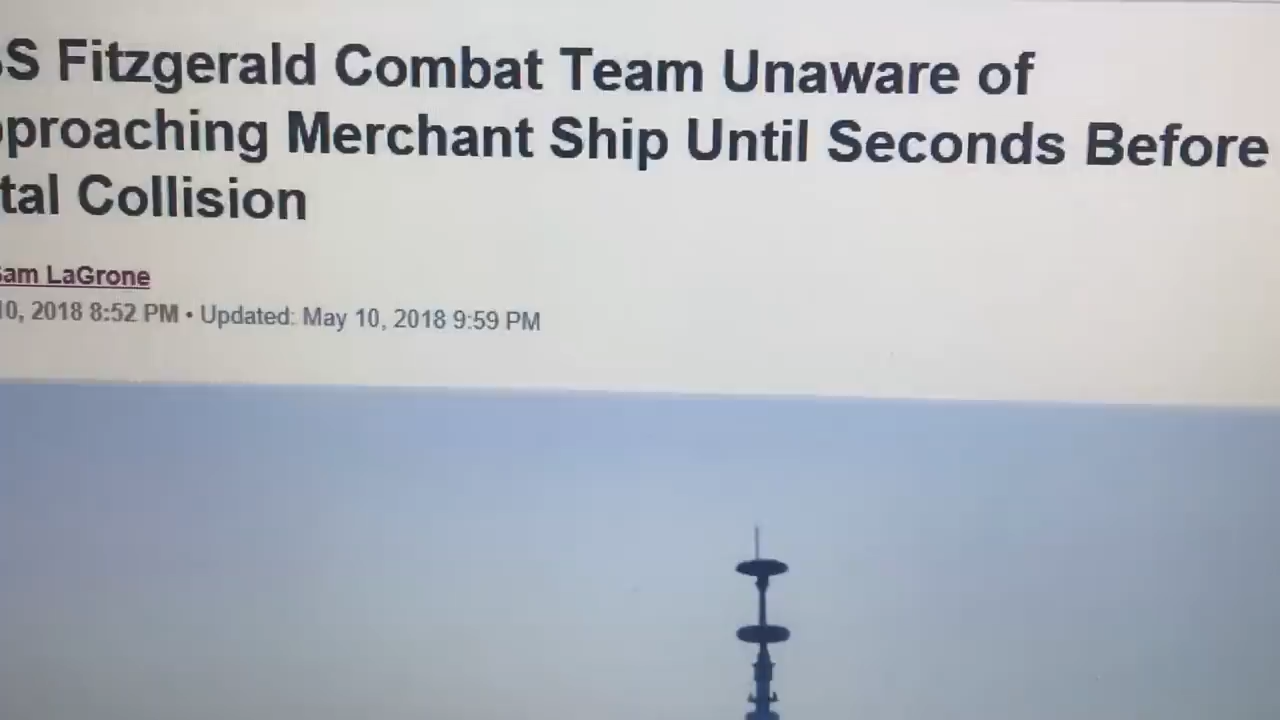 S Fitzgerald Combat Team Unaware of
proaching Merchant Ship Until Seconds Before
tal Collision
Sam LaGrone
10, 2018 8:52 PM • Updated: May 10, 2018 9:59 PM